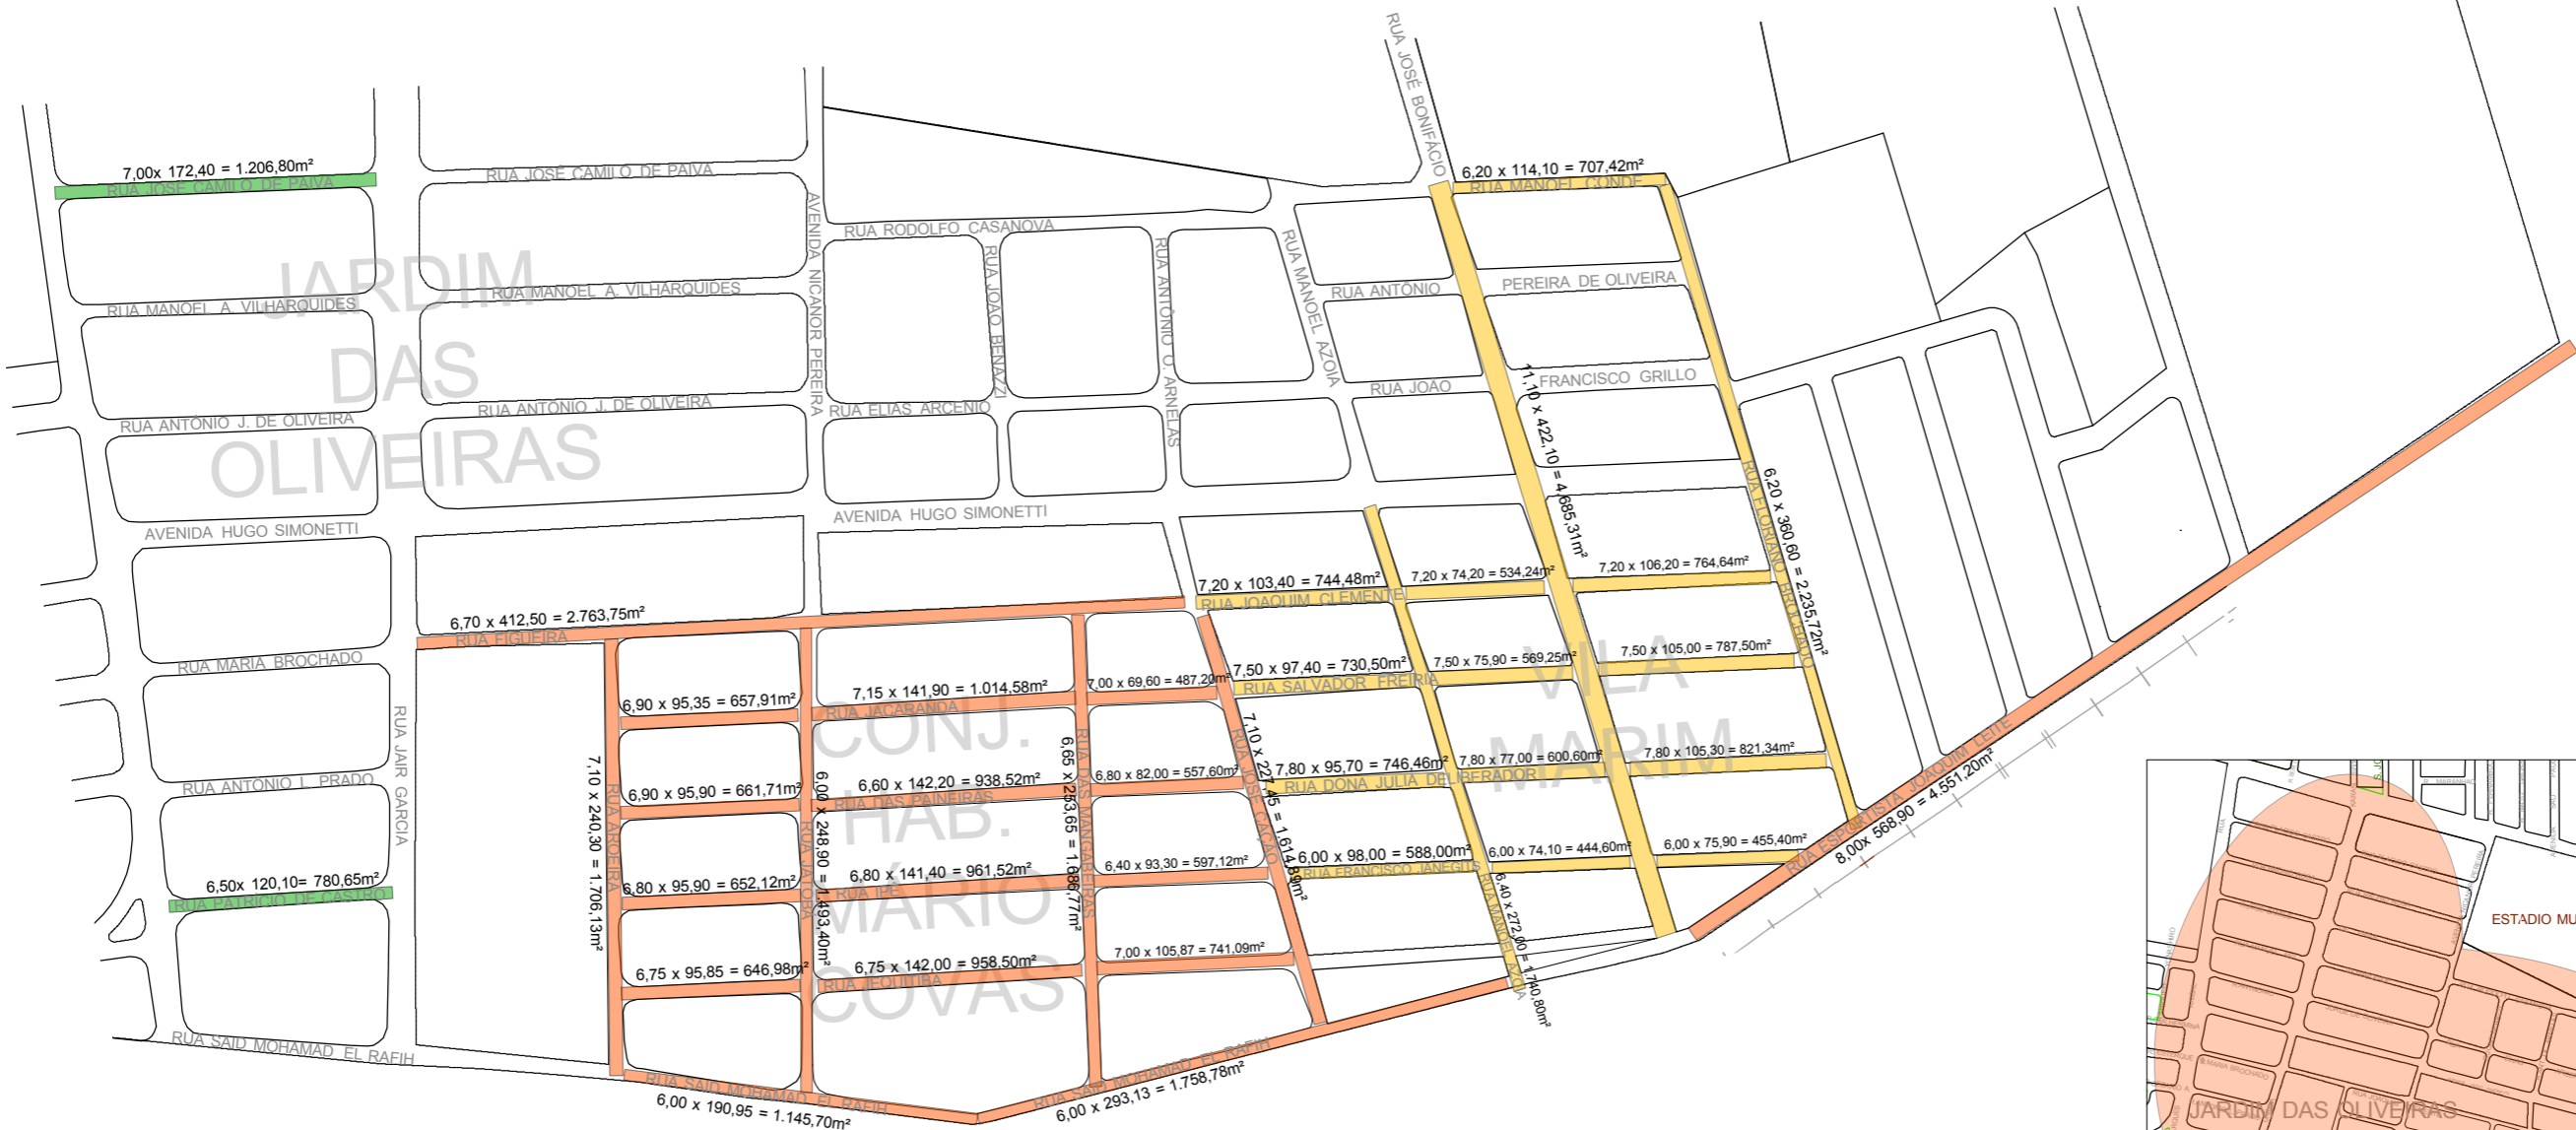 RUA JOSÉ BONIFÁCIO
7,00x 172,40 = 1.206,80m²
RUA JOSÉ CAMILO DE PAIVA
RUA JOSÉ CAMILO DE PAIVA
6,20 x 114,10 = 707,42m²
RUA MANOEL CONDE
AVENIDA NICANOR PEREIRA
RUA RODOLFO CASANOVA
RUA JOÃO BENAZZI
RUA ANTÔNIO O. ARNELAS
RUA MANOEL AZOIA
JARDIM
DAS
OLIVEIRAS
RUA MANOEL A. VILHARQUIDES
RUA MANOEL A. VILHARQUIDES
RUA ANTÔNIO
PEREIRA DE OLIVEIRA
RUA JOÃO
FRANCISCO GRILLO
RUA ANTÔNIO J. DE OLIVEIRA
RUA ANTÔNIO J. DE OLIVEIRA
RUA ELIAS ARCENIO
11,10 x 422,10 = 4.685,31m²
RUA FLORIANO BROCHADO
6,20 x 360,60 = 2.235,72m²
AVENIDA HUGO SIMONETTI
AVENIDA HUGO SIMONETTI
7,20 x 103,40 = 744,48m²
7,20 x 74,20 = 534,24m²
7,20 x 106,20 = 764,64m²
RUA JOAQUIM CLEMENTE
6,70 x 412,50 = 2.763,75m²
RUA FIGUEIRA
RUA MARIA BROCHADO
VILA
MARIM
7,50 x 97,40 = 730,50m²
7,50 x 75,90 = 569,25m²
7,50 x 105,00 = 787,50m²
RUA SALVADOR FREIRIA
6,90 x 95,35 = 657,91m²
7,15 x 141,90 = 1.014,58m²
7,00 x 69,60 = 487,20m²
RUA JACARANDA
CONJ.
HAB.
MÁRIO
COVAS
RUA JAIR GARCIA
7,10 x 240,30 = 1.706,13m²
RUA AROEIRA
RUA JATOBA
6,00 x 248,90 = 1.493,40m²
6,65 x 253,65 = 1.686,77m²
RUA DAS MANGABEIRAS
RUA JOSÉ CAÇÃO
7,10 x 227,45 = 1.614,89m²
7,80 x 95,70 = 746,46m²
7,80 x 77,00 = 600,60m²
7,80 x 105,30 = 821,34m²
RUA DONA JULIA DELIBERADOR
RUA ANTÔNIO L. PRADO
6,90 x 95,90 = 661,71m²
6,60 x 142,20 = 938,52m²
6,80 x 82,00 = 557,60m²
RUA DAS PAINEIRAS
RUA ESPORTISTA JOAQUIM LEITE
8,00x 568,90 = 4.551,20m²
6,00 x 98,00 = 588,00m²
6,00 x 74,10 = 444,60m²
6,00 x 75,90 = 455,40m²
RUA FRANCISCO JANEGITS
6,50x 120,10= 780,65m²
RUA PATRICIO DE CASTRO
6,80 x 95,90 = 652,12m²
6,80 x 141,40 = 961,52m²
6,40 x 93,30 = 597,12m²
RUA IPÊ
RUA MANOEL AZOIA
6,40 x 272,00 = 1.740,80m²
6,75 x 95,85 = 646,98m²
6,75 x 142,00 = 958,50m²
7,00 x 105,87 = 741,09m²
RUA JEQUITIBA
RUA SAID MOHAMAD EL RAFIH
RUA SAID MOHAMAD EL RAFIH
6,00 x 190,95 = 1.145,70m²
RUA SAID MOHAMAD EL RAFIH
6,00 x 293,13 = 1.758,78m²
ESTADIO MU
MARIA BROCHADO
JARDIM DAS OLIVEIRAS